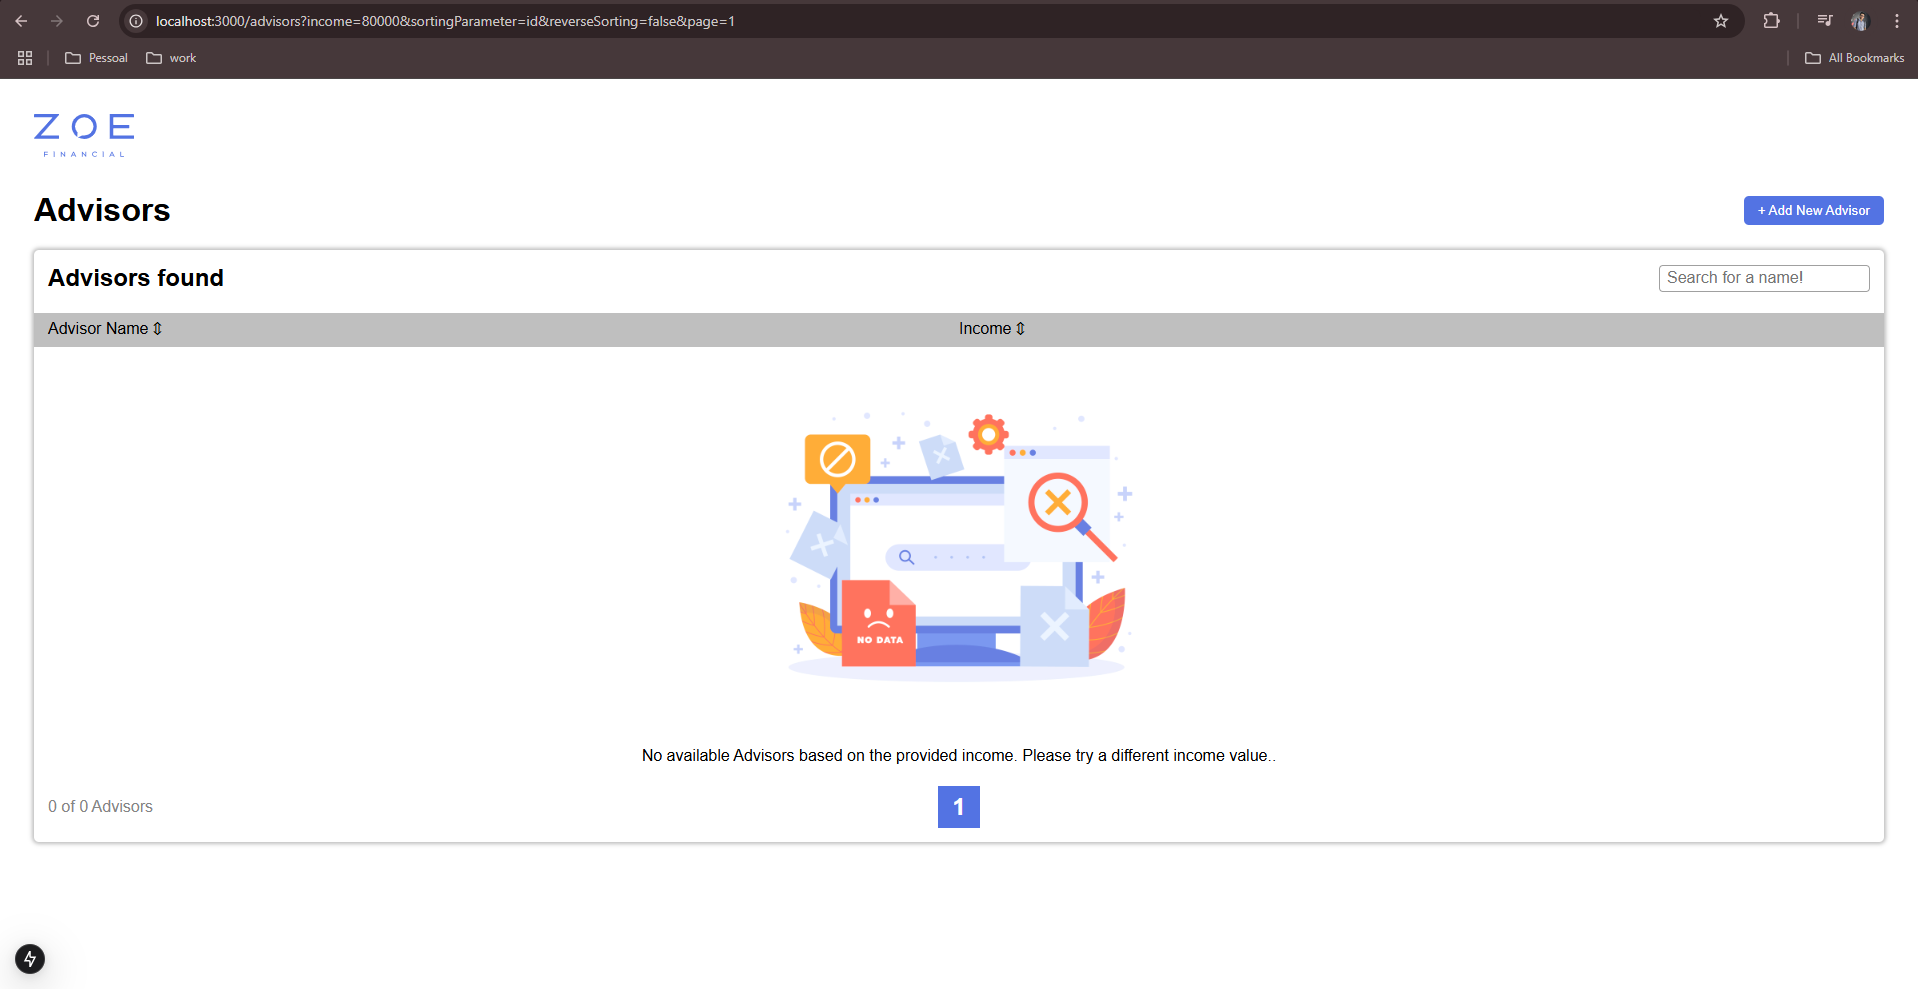 localhost:3000/advisors?income=80000&sortingParameter=id&reverseSorting=false&page=1
Pessoal
work
All Bookmarks
ZOE
FINANCIAL
Advisors
+ Add New Advisor
Advisors found
Search for a name!
Advisor Name ⇕
Income ⇕
NO DATA
No available Advisors based on the provided income. Please try a different income value..
0 of 0 Advisors
1